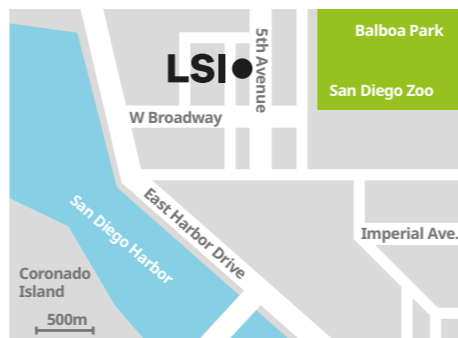 Balboa Park
5th Avenue
LSI
San Diego Zoo
W Broadway
East Harbor Drive
San Diego Harbor
Imperial Ave.
Coronado
Island
500m